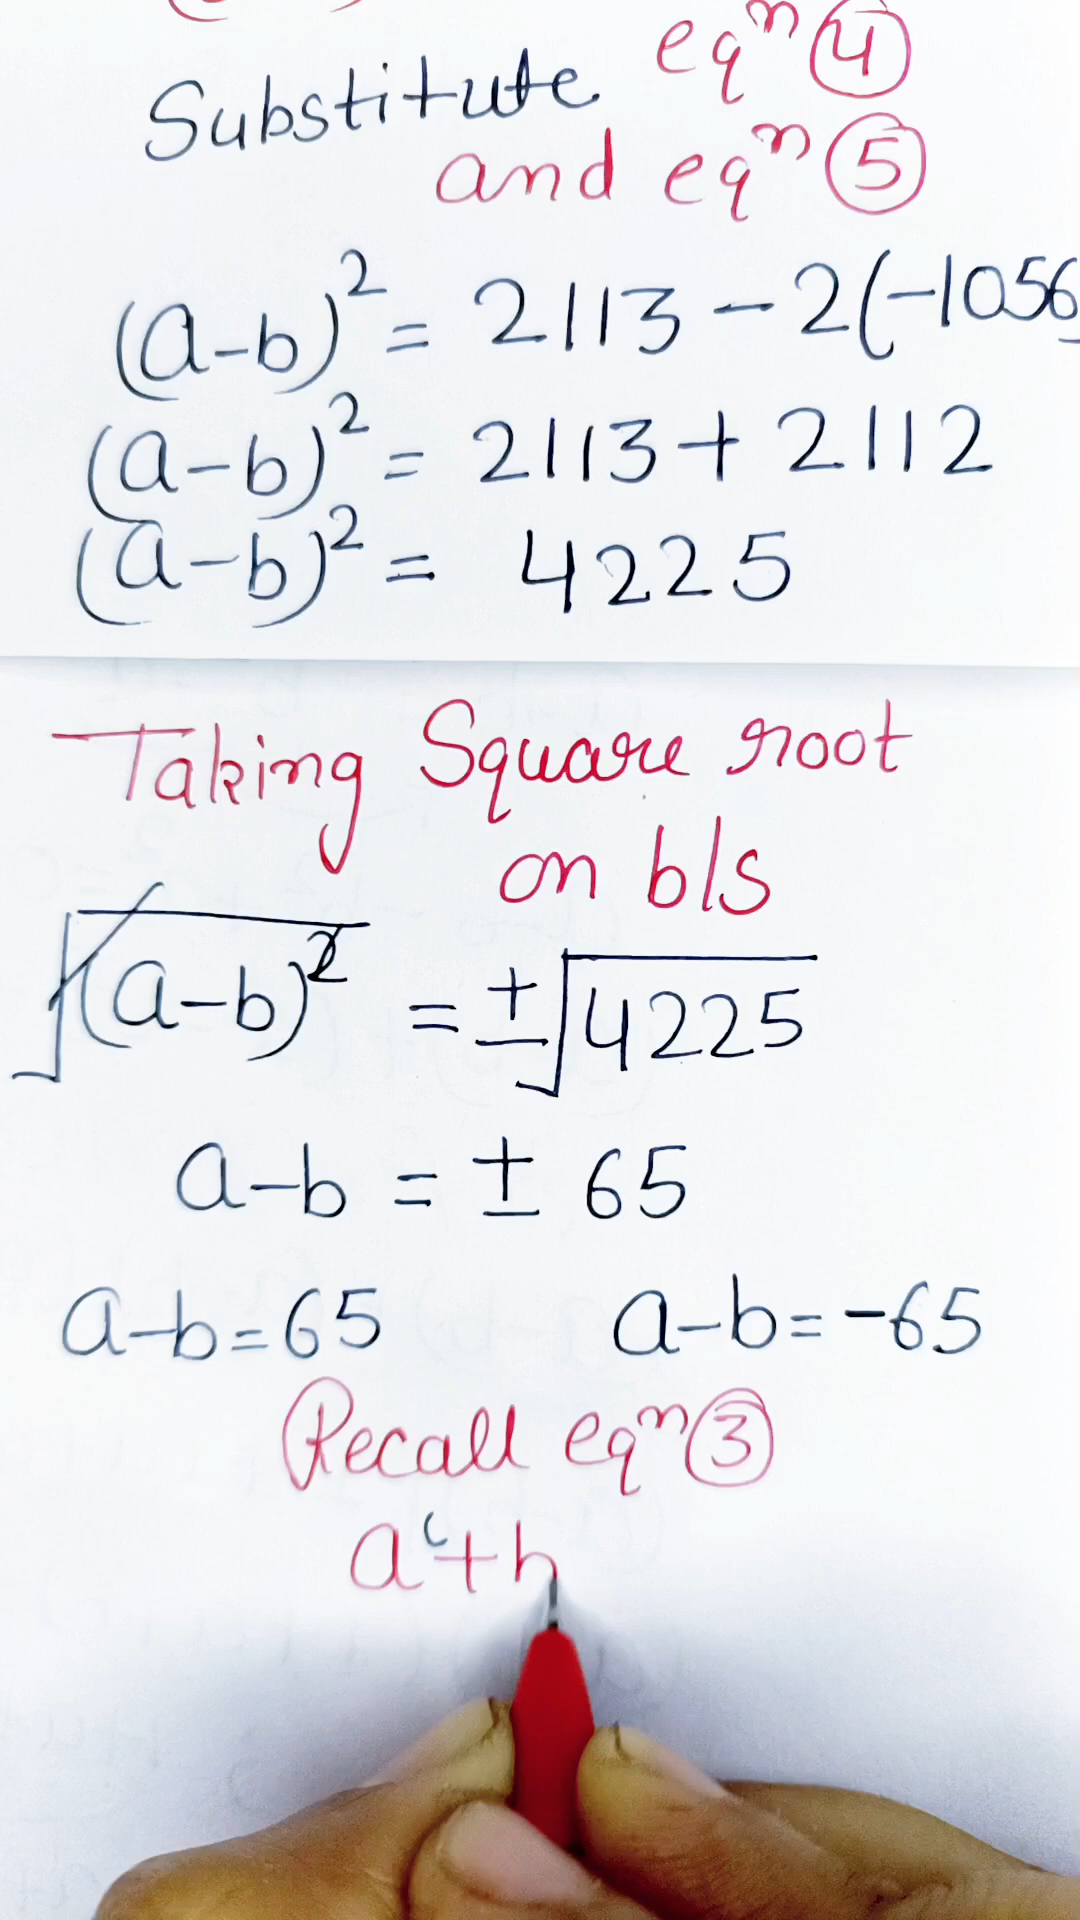 Substitute eqⁿ ④
and eqⁿ ⑤
(a-b)² = 2113 - 2(-1056
(a-b)² = 2113 + 2112
(a-b)² = 4225
Taking Square root
on b/s
√(a-b)² = ±√4225
a-b = ± 65
a-b = 65 a-b = -65
Recall eqⁿ ③
a + b